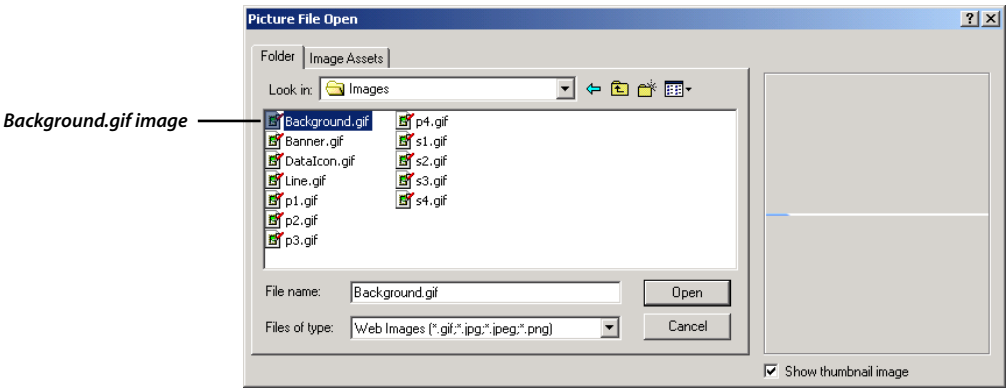 Picture File Open
Folder Image Assets
Look in: Images
Background.gif image
Background.gif p4.gif
Banner.gif s1.gif
DataIcon.gif s2.gif
Line.gif s3.gif
p1.gif s4.gif
p2.gif
p3.gif
File name: Background.gif Open
Files of type: Web Images (*.gif;*.jpg;*.jpeg;*.png) Cancel
Show thumbnail image